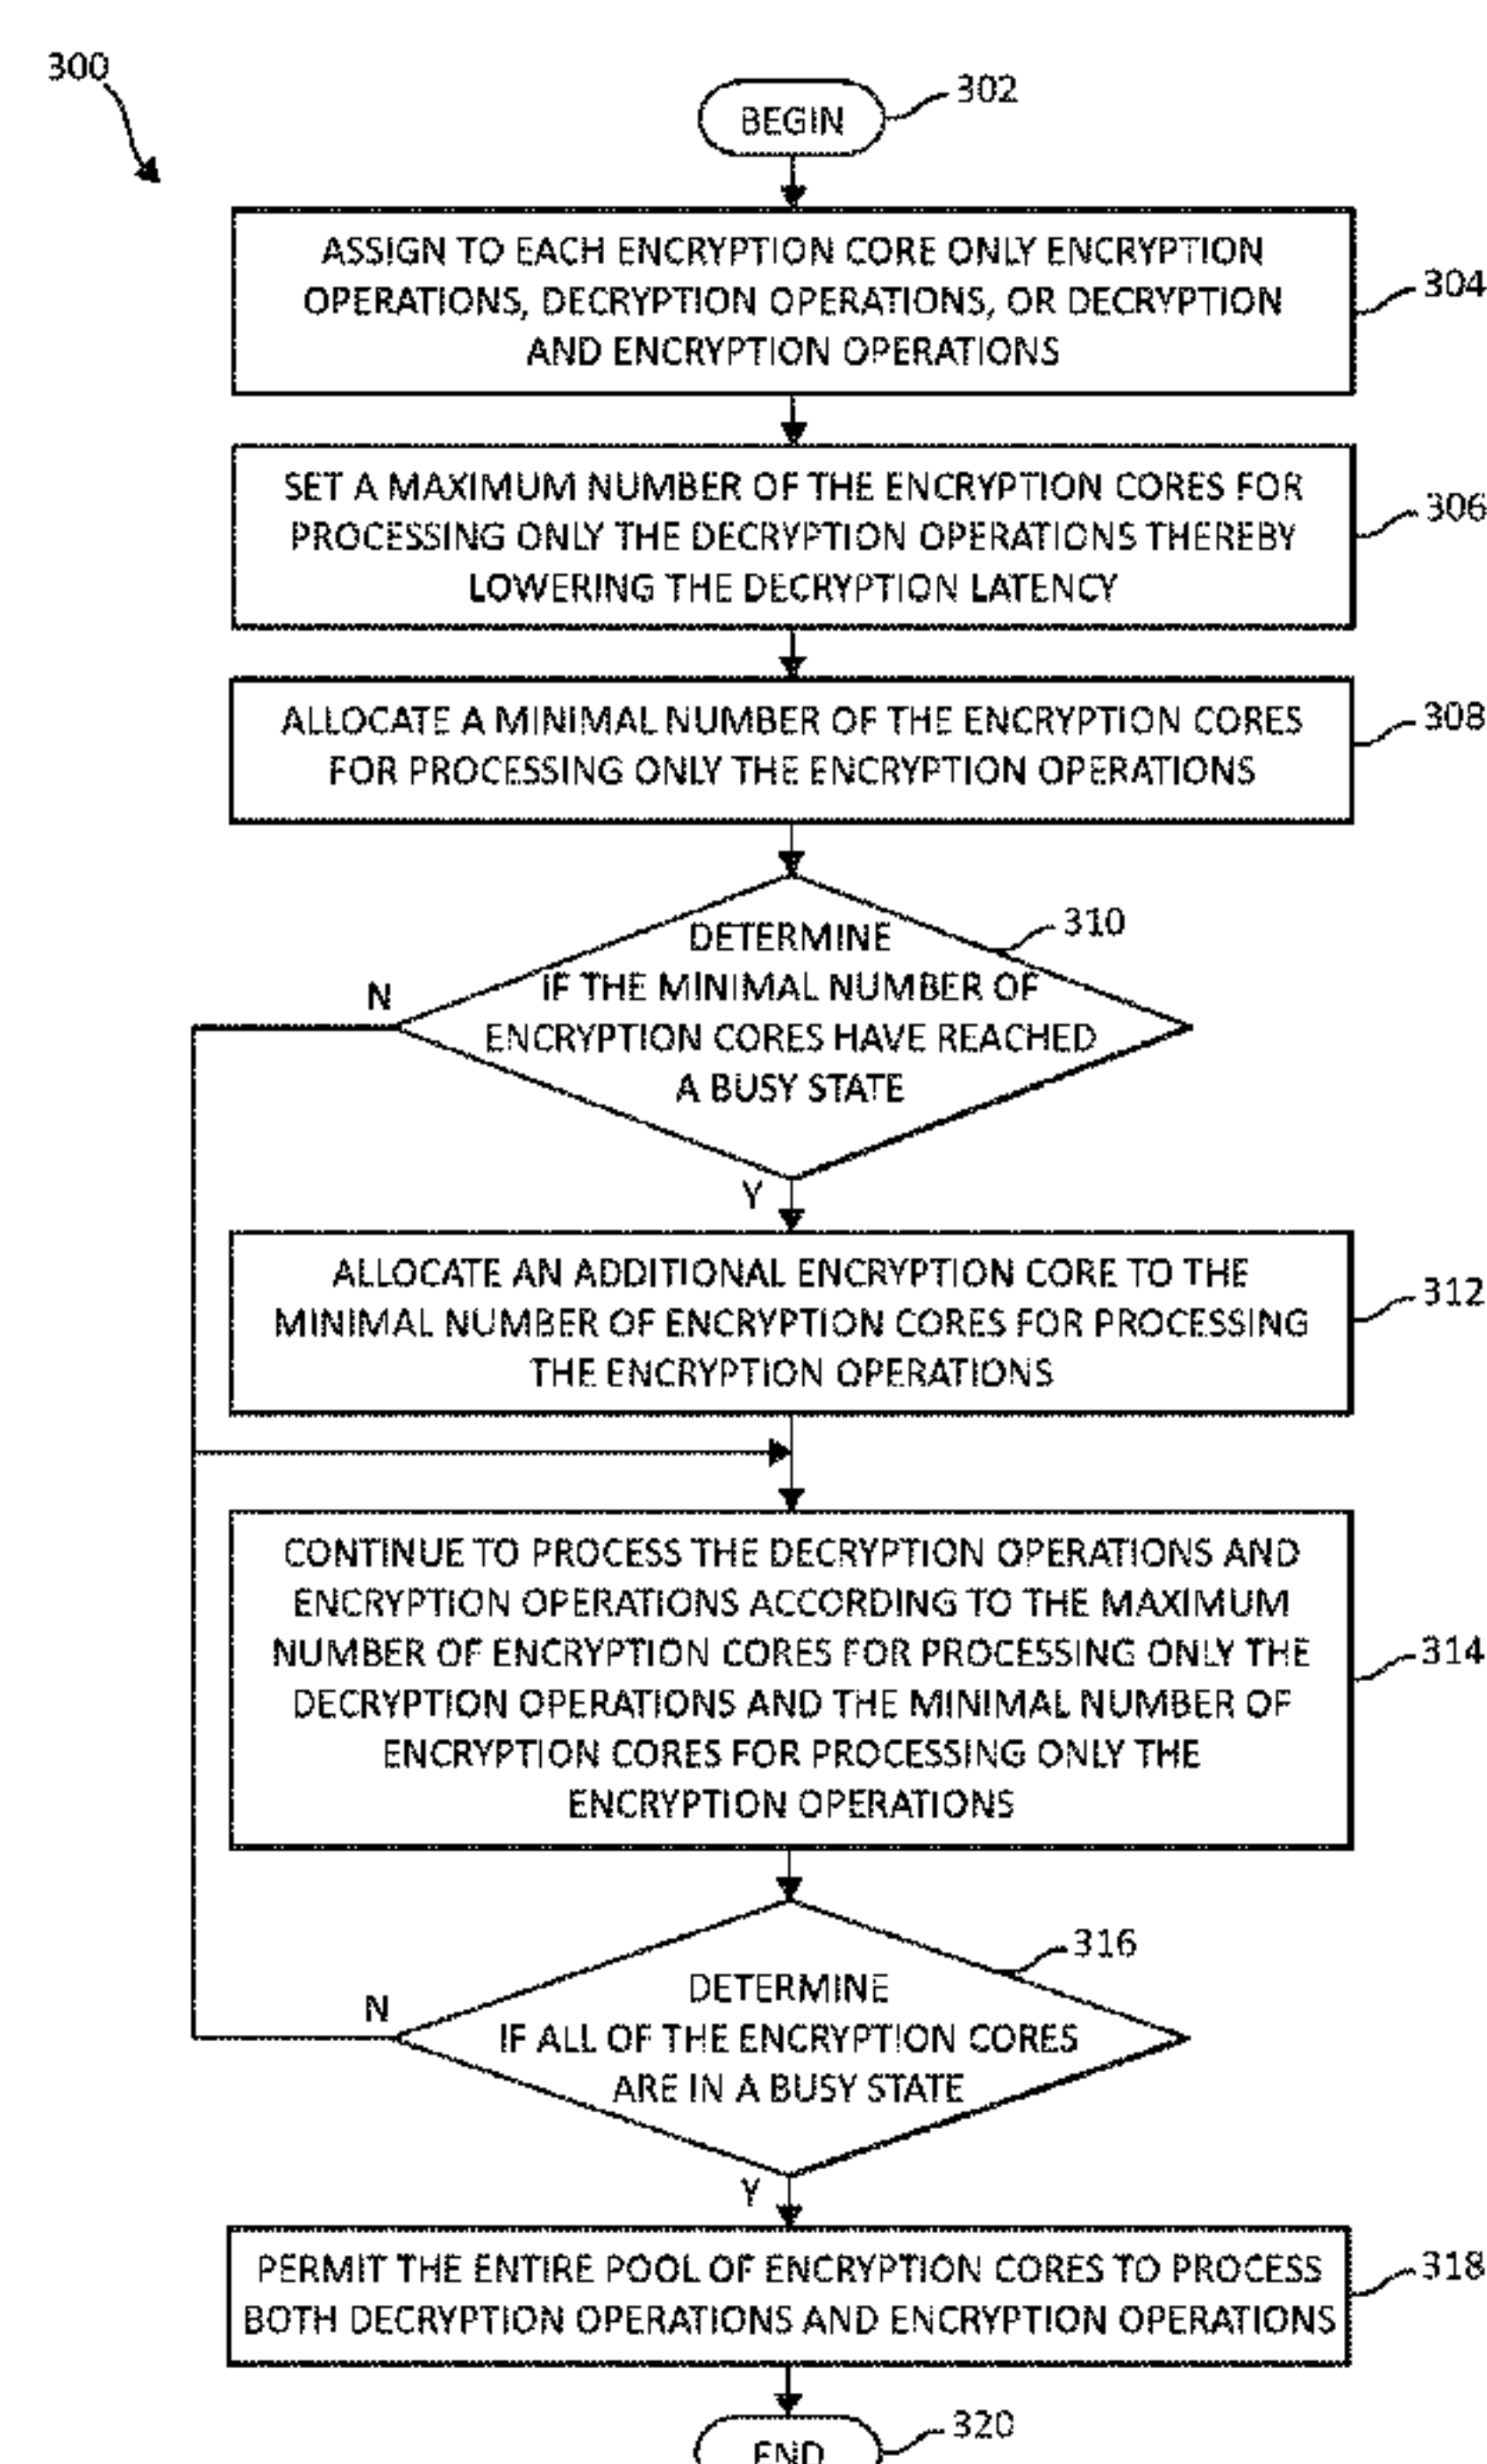 300
BEGIN
302
ASSIGN TO EACH ENCRYPTION CORE ONLY ENCRYPTION
OPERATIONS, DECRYPTION OPERATIONS, OR DECRYPTION
AND ENCRYPTION OPERATIONS
304
SET A MAXIMUM NUMBER OF THE ENCRYPTION CORES FOR
PROCESSING ONLY THE DECRYPTION OPERATIONS THEREBY
LOWERING THE DECRYPTION LATENCY
306
ALLOCATE A MINIMAL NUMBER OF THE ENCRYPTION CORES
FOR PROCESSING ONLY THE ENCRYPTION OPERATIONS
308
DETERMINE
IF THE MINIMAL NUMBER OF
ENCRYPTION CORES HAVE REACHED
A BUSY STATE
310
N
Y
ALLOCATE AN ADDITIONAL ENCRYPTION CORE TO THE
MINIMAL NUMBER OF ENCRYPTION CORES FOR PROCESSING
THE ENCRYPTION OPERATIONS
312
CONTINUE TO PROCESS THE DECRYPTION OPERATIONS AND
ENCRYPTION OPERATIONS ACCORDING TO THE MAXIMUM
NUMBER OF ENCRYPTION CORES FOR PROCESSING ONLY THE
DECRYPTION OPERATIONS AND THE MINIMAL NUMBER OF
ENCRYPTION CORES FOR PROCESSING ONLY THE
ENCRYPTION OPERATIONS
314
DETERMINE
IF ALL OF THE ENCRYPTION CORES
ARE IN A BUSY STATE
316
N
Y
PERMIT THE ENTIRE POOL OF ENCRYPTION CORES TO PROCESS
BOTH DECRYPTION OPERATIONS AND ENCRYPTION OPERATIONS
318
END
320